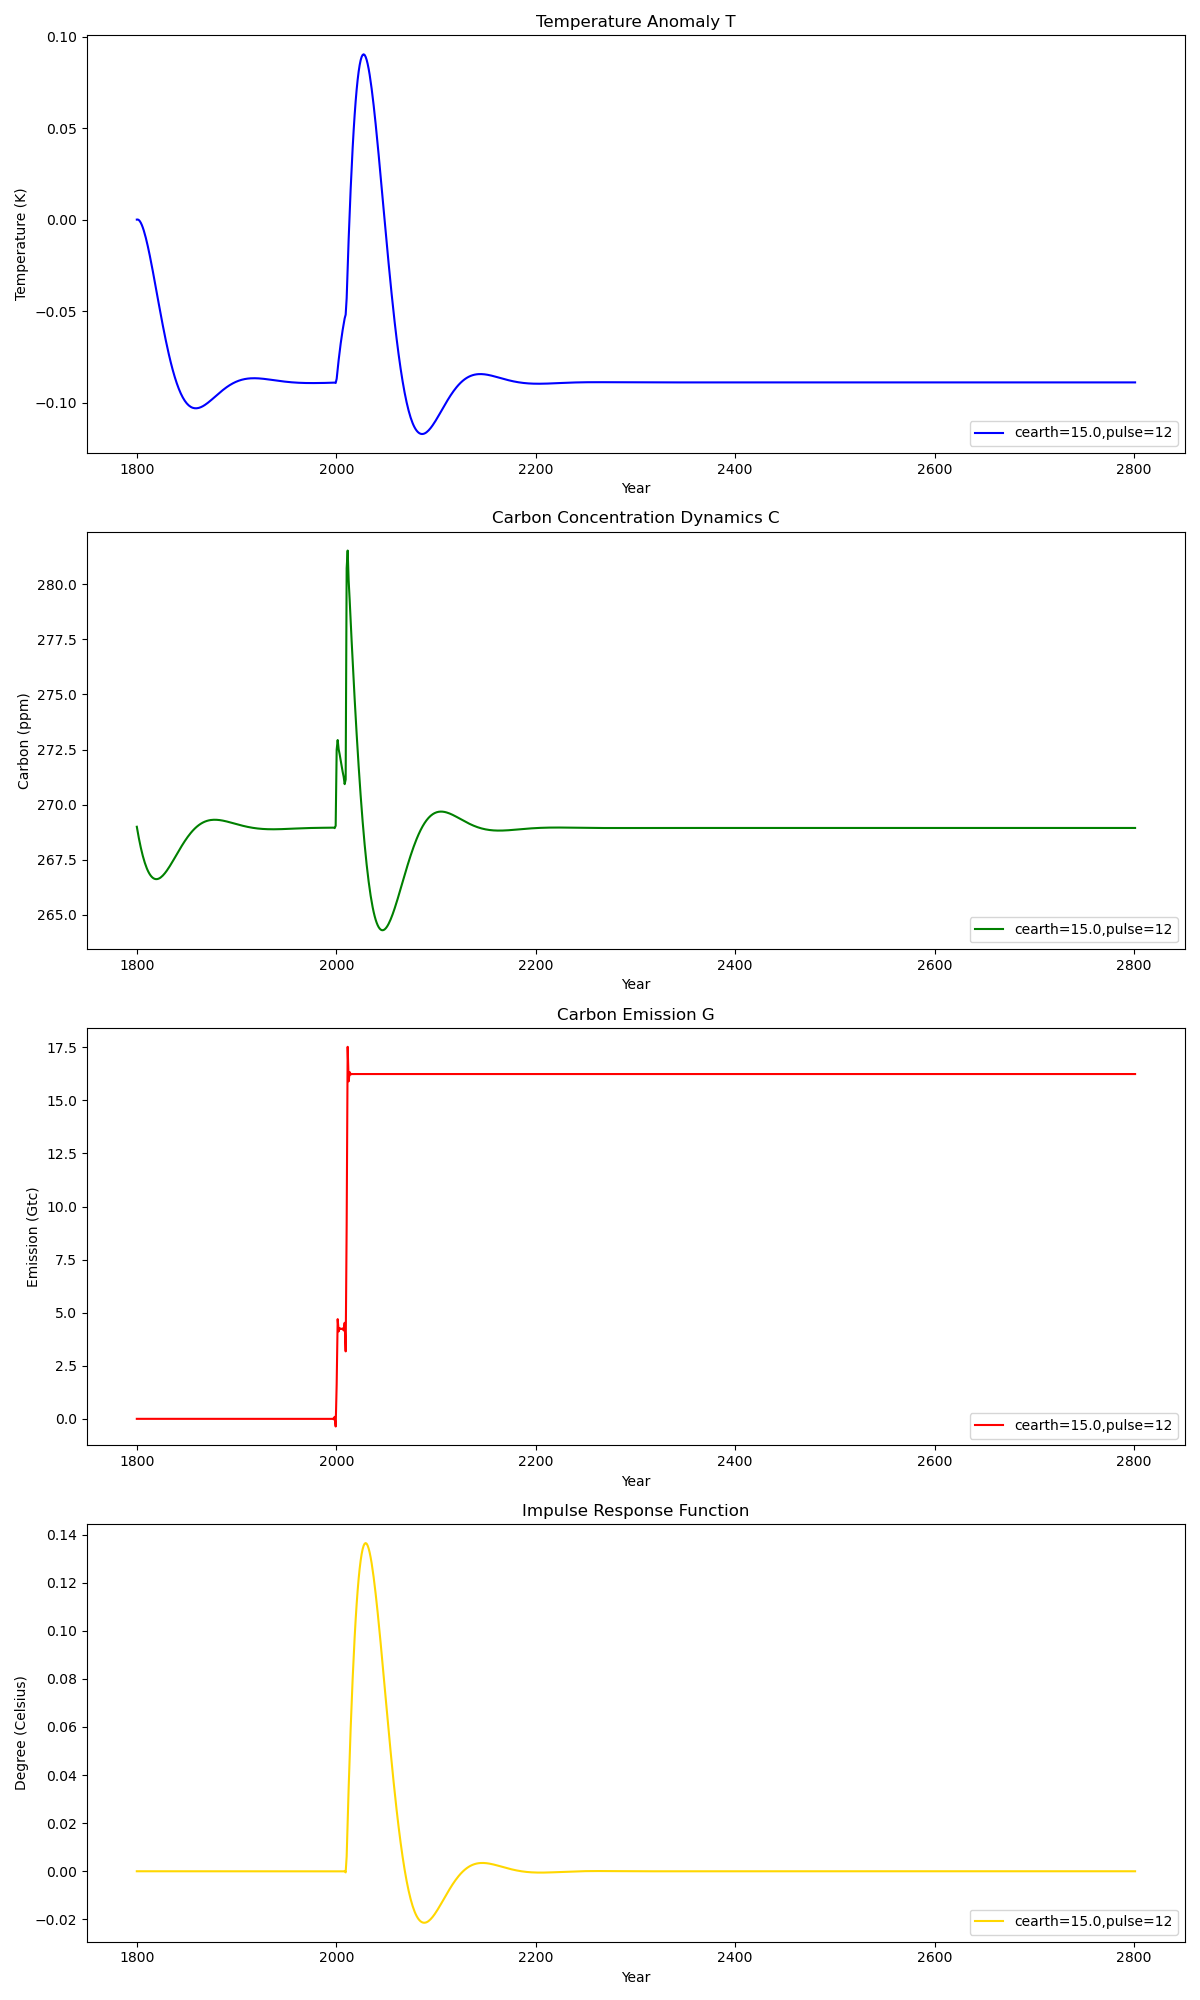 Temperature Anomaly T
0.10
0.05
0.00
−0.05
−0.10
Temperature (K)
cearth=15.0,pulse=12
1800 2000 2200 2400 2600 2800
Year
Carbon Concentration Dynamics C
280.0
277.5
275.0
272.5
270.0
267.5
265.0
Carbon (ppm)
cearth=15.0,pulse=12
1800 2000 2200 2400 2600 2800
Year
Carbon Emission G
17.5
15.0
12.5
10.0
7.5
5.0
2.5
0.0
Emission (Gtc)
cearth=15.0,pulse=12
1800 2000 2200 2400 2600 2800
Year
Impulse Response Function
0.14
0.12
0.10
0.08
0.06
0.04
0.02
0.00
−0.02
Degree (Celsius)
cearth=15.0,pulse=12
1800 2000 2200 2400 2600 2800
Year